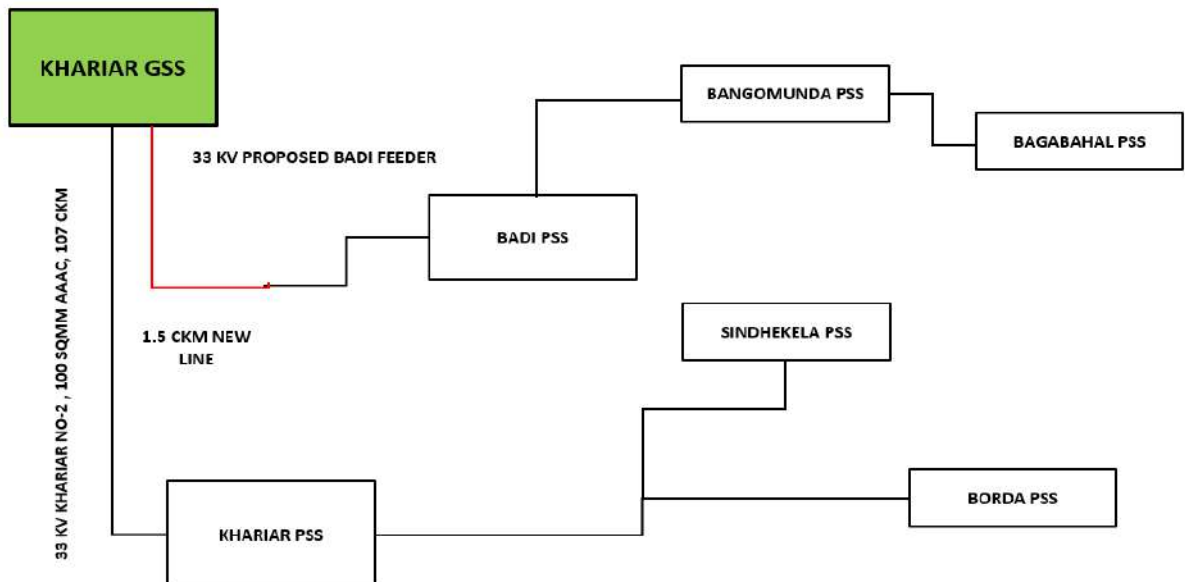 KHARIAR GSS
BANGOMUNDA PSS
BAGABAHAL PSS
33 KV PROPOSED BADI FEEDER
BADI PSS
33 KV KHARIAR NO-2 , 100 SQMM AAAC, 107 CKM
1.5 CKM NEW
LINE
SINDHEKELA PSS
BORDA PSS
KHARIAR PSS